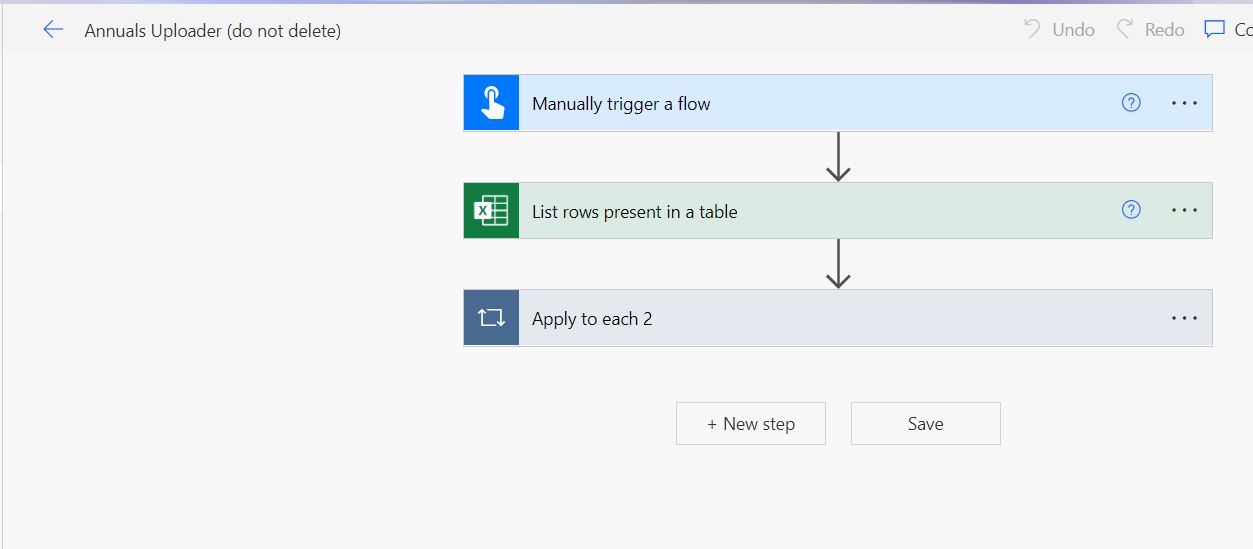 Annuals Uploader (do not delete)
Undo
Redo
Manually trigger a flow
List rows present in a table
Apply to each 2
+ New step
Save